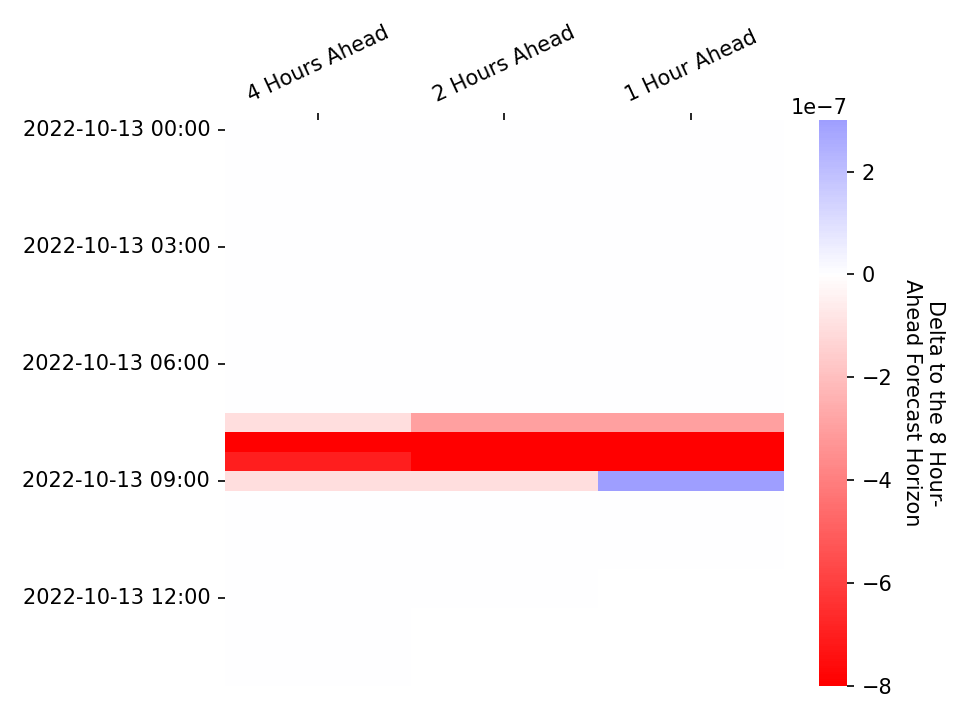 4 Hours Ahead
2 Hours Ahead
1 Hour Ahead
1e−7
2022-10-13 00:00
2022-10-13 03:00
2022-10-13 06:00
2022-10-13 09:00
2022-10-13 12:00
2
0
−2
−4
−6
−8
Delta to the 8 Hour-
Ahead Forecast Horizon